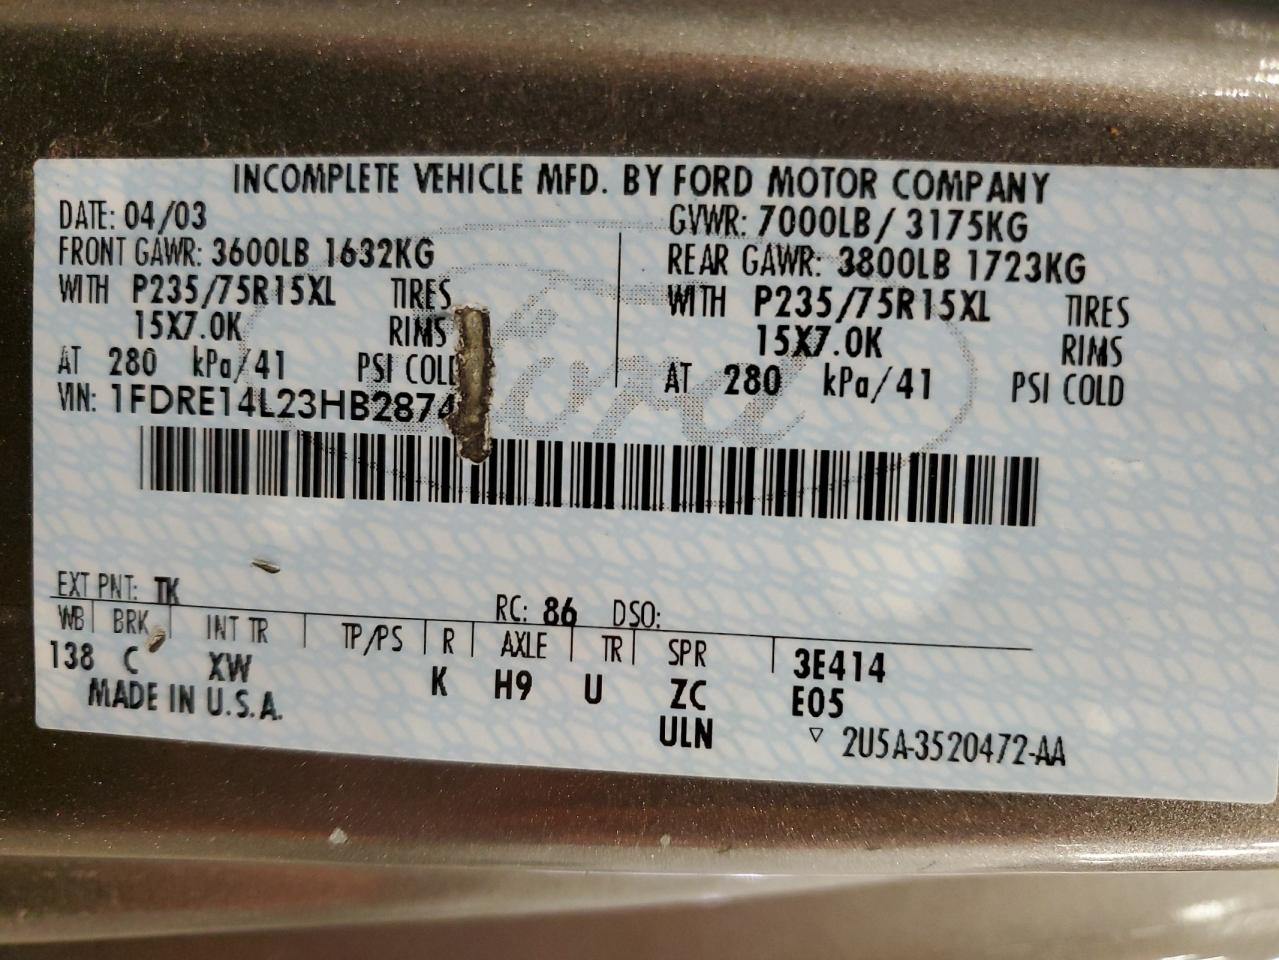 INCOMPLETE VEHICLE MFD. BY FORD MOTOR COMPANY
DATE: 04/03
GVWR: 7000LB/ 3175KG
FRONT GAWR: 3600LB 1632KG
REAR GAWR: 3800LB 1723KG
WITH P235/75R15XL TIRES
WITH P235/75R15XL TIRES
15X7.0K RIMS
15X7.0K RIMS
AT 280 kPa/41 PSI COLD
AT 280 kPa/41 PSI COLD
VIN: 1FDRE14L23HB2874
Ford
EXT PNT: TK RC: 86 DSO:
WB BRK INT TR TP/PS R AXLE TR SPR 3E414
138 C XW K H9 U ZC E05
MADE IN U.S.A. ULN ▽ 2U5A-3520472-AA